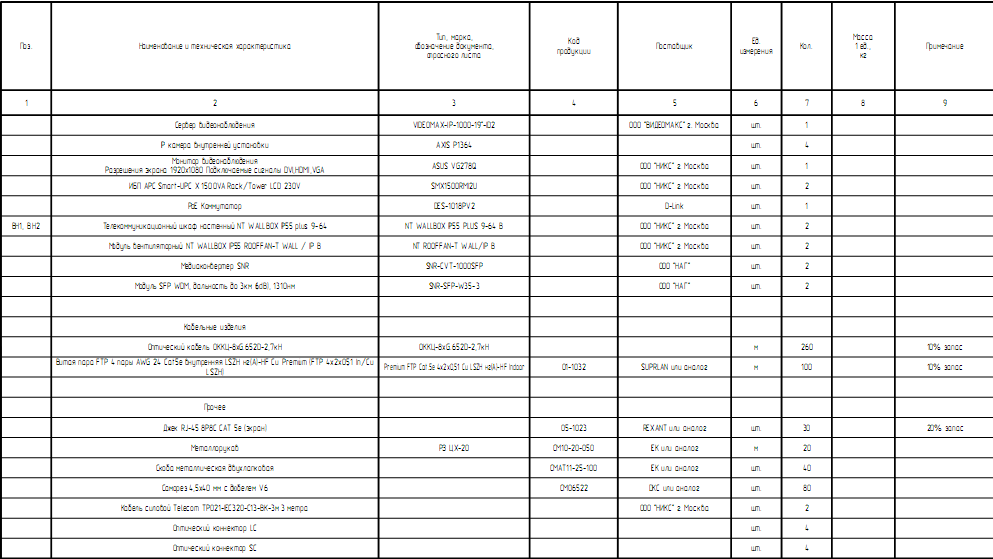 Поз.
Наименование и техническая характеристика
Тип, марка,
обозначение документа,
опросного листа
Код
продукции
Поставщик
Ед.
измерения
Кол.
Масса
1 ед.,
кг
Примечание
1 2 3 4 5 6 7 8 9
Сервер видеонаблюдения VIDEOMAX-IP-1000-19"-ID2 ООО "ВИДЕОМАКС" г. Москва шт. 1
IP камера внутренней установки AXIS P1364 шт. 4
Монитор видеонаблюдения
Разрешения экрана 1920x1080 Подключаемые сигналы DVI,HDMI,VGA ASUS VG278Q ООО "НИКС" г. Москва шт. 1
ИБП APC Smart-UPC X 1500VA Rack/Tower LCD 230V SMX1500RMI2U ООО "НИКС" г. Москва шт. 2
PoE Коммутатор DES-1018PV2 D-Link шт. 1
ВН1, ВН2 Телекоммуникационный шкаф настенный NT WALLBOX IP55 plus 9-64 NT WALLBOX IP55 PLUS 9-64 B ООО "НИКС" г. Москва шт. 2
Модуль вентиляторный NT WALLBOX IP55 ROOFFAN-T WALL / IP B NT ROOFFAN-T WALL/IP B ООО "НИКС" г. Москва шт. 2
Медиаконвертер SNR SNR-CVT-1000SFP ООО "НАГ" шт. 2
Модуль SFP WDM, дальность до 3км 6dB), 1310нм SNR-SFP-W35-3 ООО "НАГ" шт. 2
Кабельные изделия
Оптический кабель ОККЦ-8xG.652D-2,7кН ОККЦ-8xG.652D-2,7кН м 260 10% запас
Витая пара FTP 4 пары AWG 24 Cat5e внутренняя LSZH нг(A)-HF Cu Premium (FTP 4x2x0,51 In/Cu
LSZH) Premium FTP Cat 5e 4x2x0,51 Cu LSZH нг(A)-HF Indoor 01-1032 SUPRLAN или аналог м 100 10% запас
Прочее
Джек RJ-45 8P8C CAT 5e (экран) 05-1023 REXANT или аналог шт. 30 20% запас
Металлорукав РЗ ЦХ-20 СМ10-20-050 ЕК или аналог м 20
Скоба металлическая двухлапковая СМАТ11-25-100 ЕК или аналог шт. 40
Саморез 4,5x40 мм с дюбелем V6 СМ06522 DKC или аналог шт. 80
Кабель силовой Telecom TP021-IEC320-C13-BK-3м 3 метра ООО "НИКС" г. Москва шт. 2
Оптический коннектор LC шт. 4
Оптический коннектор SC шт. 4